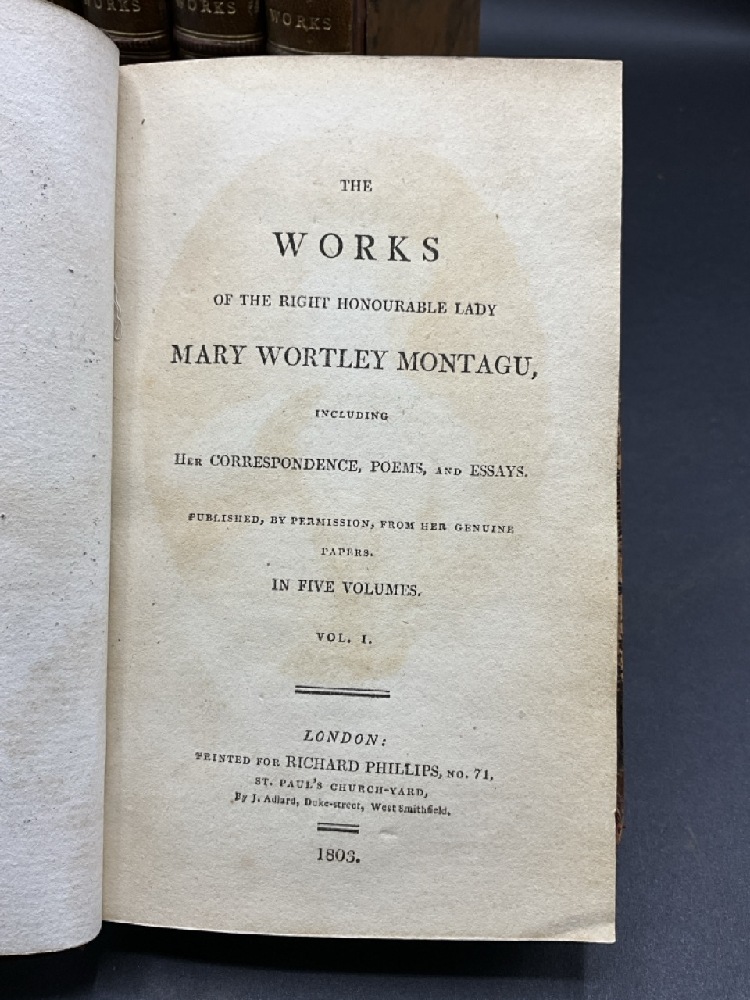 WORKS
WORKS
WORKS
THE
WORKS
OF THE RIGHT HONOURABLE LADY
MARY WORTLEY MONTAGU,
INCLUDING
HER CORRESPONDENCE, POEMS, AND ESSAYS.
PUBLISHED, BY PERMISSION, FROM HER GENUINE
PAPERS.
IN FIVE VOLUMES.
VOL. I.
LONDON:
PRINTED FOR RICHARD PHILLIPS, NO. 71,
ST. PAUL'S CHURCH-YARD,
By J. Adlard, Duke-street, West Smithfield.
1803.